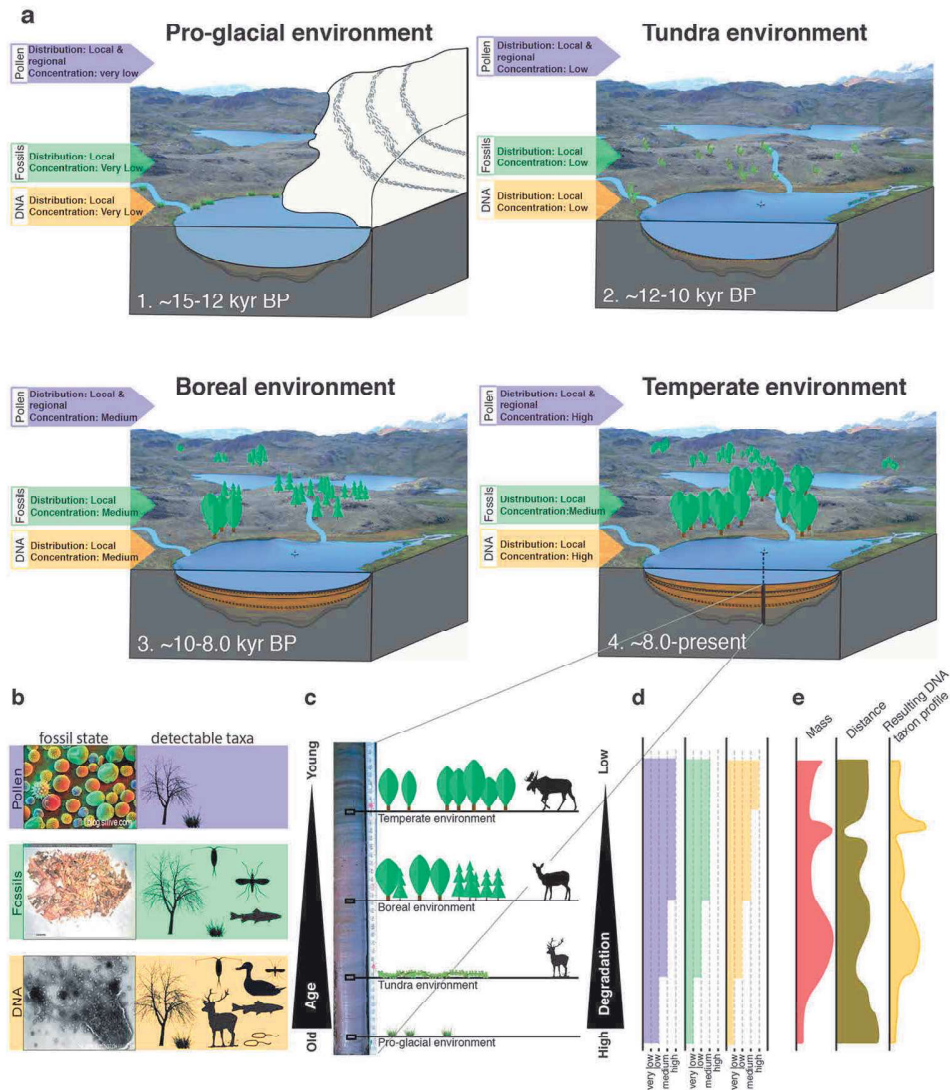 a
Pro-glacial environment
Pollen
Distribution: Local &
regional
Concentration: very low
Fossils
Distribution: Local
Concentration: Very Low
DNA
Distribution: Local
Concentration: Very Low
1. ~15-12 kyr BP
Tundra environment
Pollen
Distribution: Local &
regional
Concentration: Low
Fossils
Distribution: Local
Concentration: Low
DNA
Distribution: Local
Concentration: Low
2. ~12-10 kyr BP
Boreal environment
Pollen
Distribution: Local &
regional
Concentration: Medium
Fossils
Distribution: Local
Concentration: Medium
DNA
Distribution: Local
Concentration: Medium
3. ~10-8.0 kyr BP
Temperate environment
Pollen
Distribution: Local &
regional
Concentration: High
Fossils
Distribution: Local
Concentration:Medium
DNA
Distribution: Local
Concentration: High
4. ~8.0-present
b
fossil state
detectable taxa
Pollen
Fossils
DNA
c
Young
Age
Old
Temperate environment
Boreal environment
Tundra environment
Pro-glacial environment
Low
Degradation
High
d
very low
low
medium
high
very low
low
medium
high
very low
low
medium
high
e
Mass
Distance
Resulting DNA
taxon profile